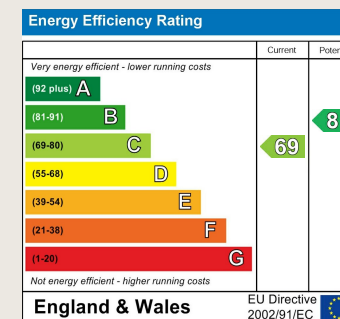 Energy Efficiency Rating
Current
Very energy efficient - lower running costs
(92 plus) A
(81-91) B
(69-80) C 69
(55-68) D
(39-54) E
(21-38) F
(1-20) G
Not energy efficient - higher running costs
England & Wales
EU Directive
2002/91/EC